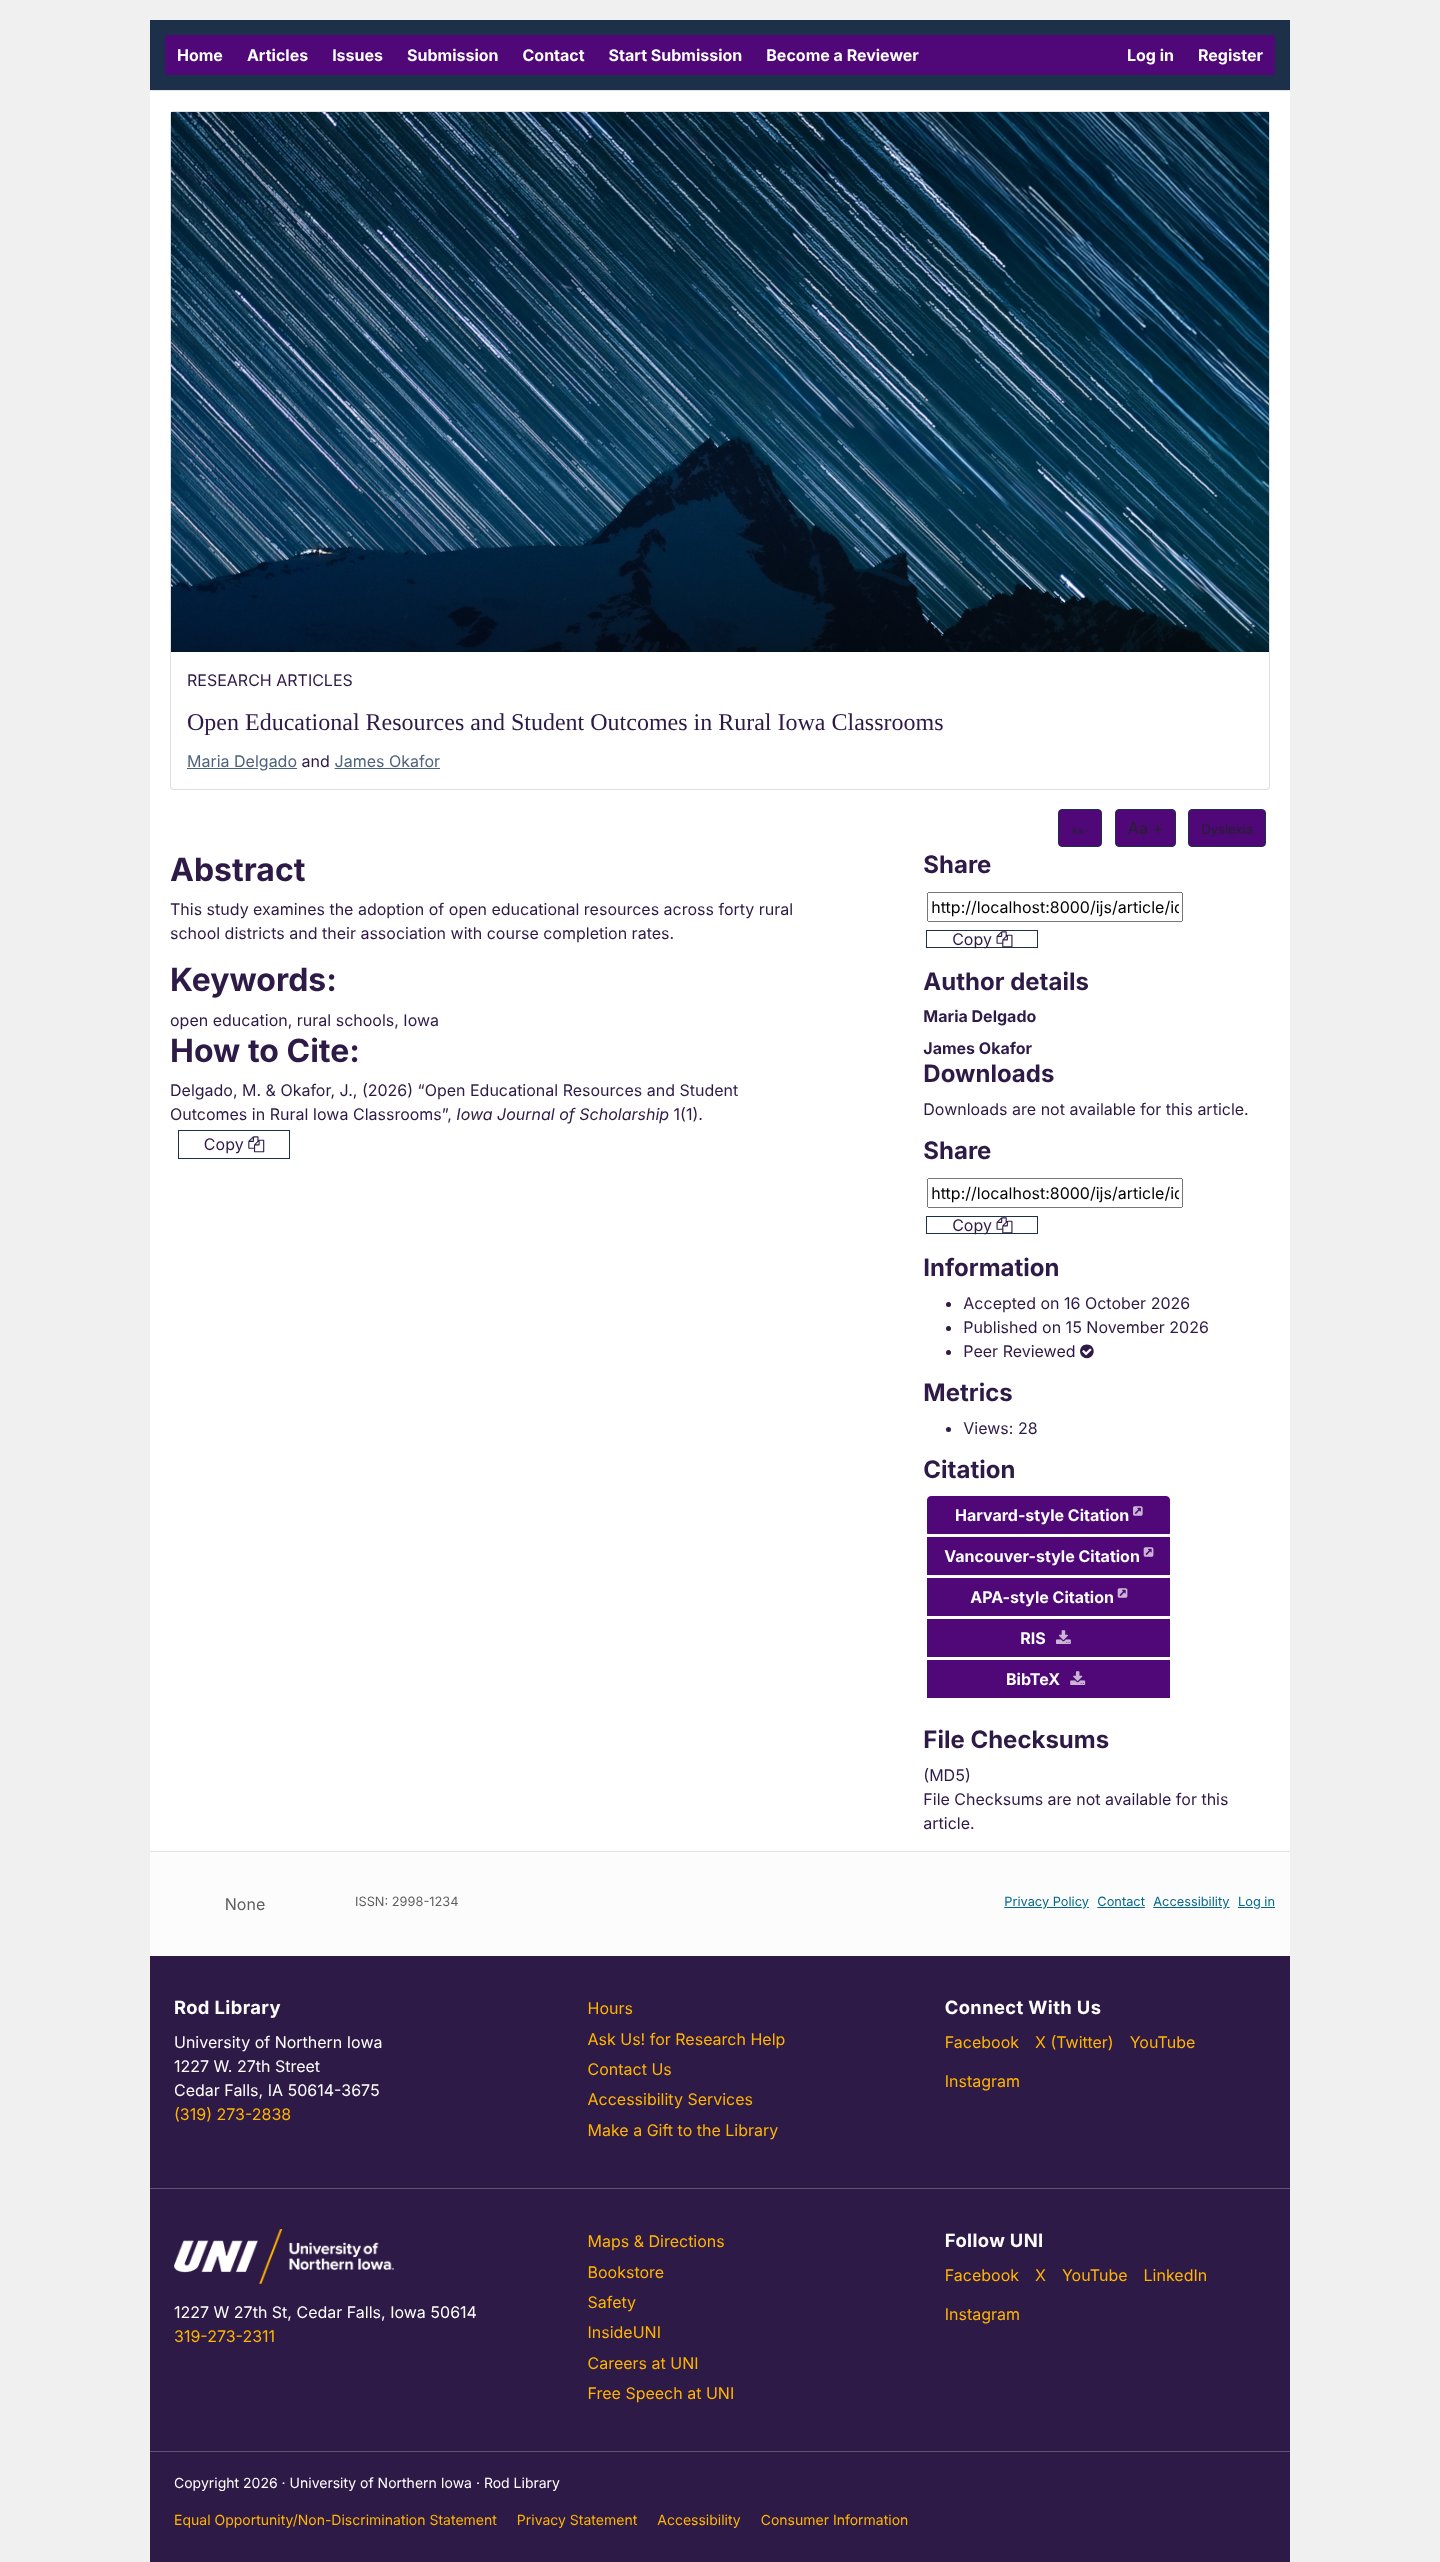 Home Articles Issues Submission Contact Start Submission Become a Reviewer Log in Register
RESEARCH ARTICLES
Open Educational Resources and Student Outcomes in Rural Iowa Classrooms
Maria Delgado and James Okafor
Aa + Dyslexia
Abstract
This study examines the adoption of open educational resources across forty rural
school districts and their association with course completion rates.
Keywords:
open education, rural schools, Iowa
How to Cite:
Delgado, M. & Okafor, J., (2026) “Open Educational Resources and Student
Outcomes in Rural Iowa Classrooms”, Iowa Journal of Scholarship 1(1).
Copy
Share
http://localhost:8000/ijs/article/ic
Copy
Author details
Maria Delgado
James Okafor
Downloads
Downloads are not available for this article.
Share
http://localhost:8000/ijs/article/ic
Copy
Information
Accepted on 16 October 2026
Published on 15 November 2026
Peer Reviewed
Metrics
Views: 28
Citation
Harvard-style Citation
Vancouver-style Citation
APA-style Citation
RIS
BibTeX
File Checksums
(MD5)
File Checksums are not available for this
article.
None
ISSN: 2998-1234
Privacy Policy Contact Accessibility Log in
Rod Library
University of Northern Iowa
1227 W. 27th Street
Cedar Falls, IA 50614-3675
(319) 273-2838
Hours
Ask Us! for Research Help
Contact Us
Accessibility Services
Make a Gift to the Library
Connect With Us
Facebook X (Twitter) YouTube
Instagram
UNI University of
Northern Iowa.
1227 W 27th St, Cedar Falls, Iowa 50614
319-273-2311
Maps & Directions
Bookstore
Safety
InsideUNI
Careers at UNI
Free Speech at UNI
Follow UNI
Facebook X YouTube LinkedIn
Instagram
Copyright 2026 · University of Northern Iowa · Rod Library
Equal Opportunity/Non-Discrimination Statement Privacy Statement Accessibility Consumer Information